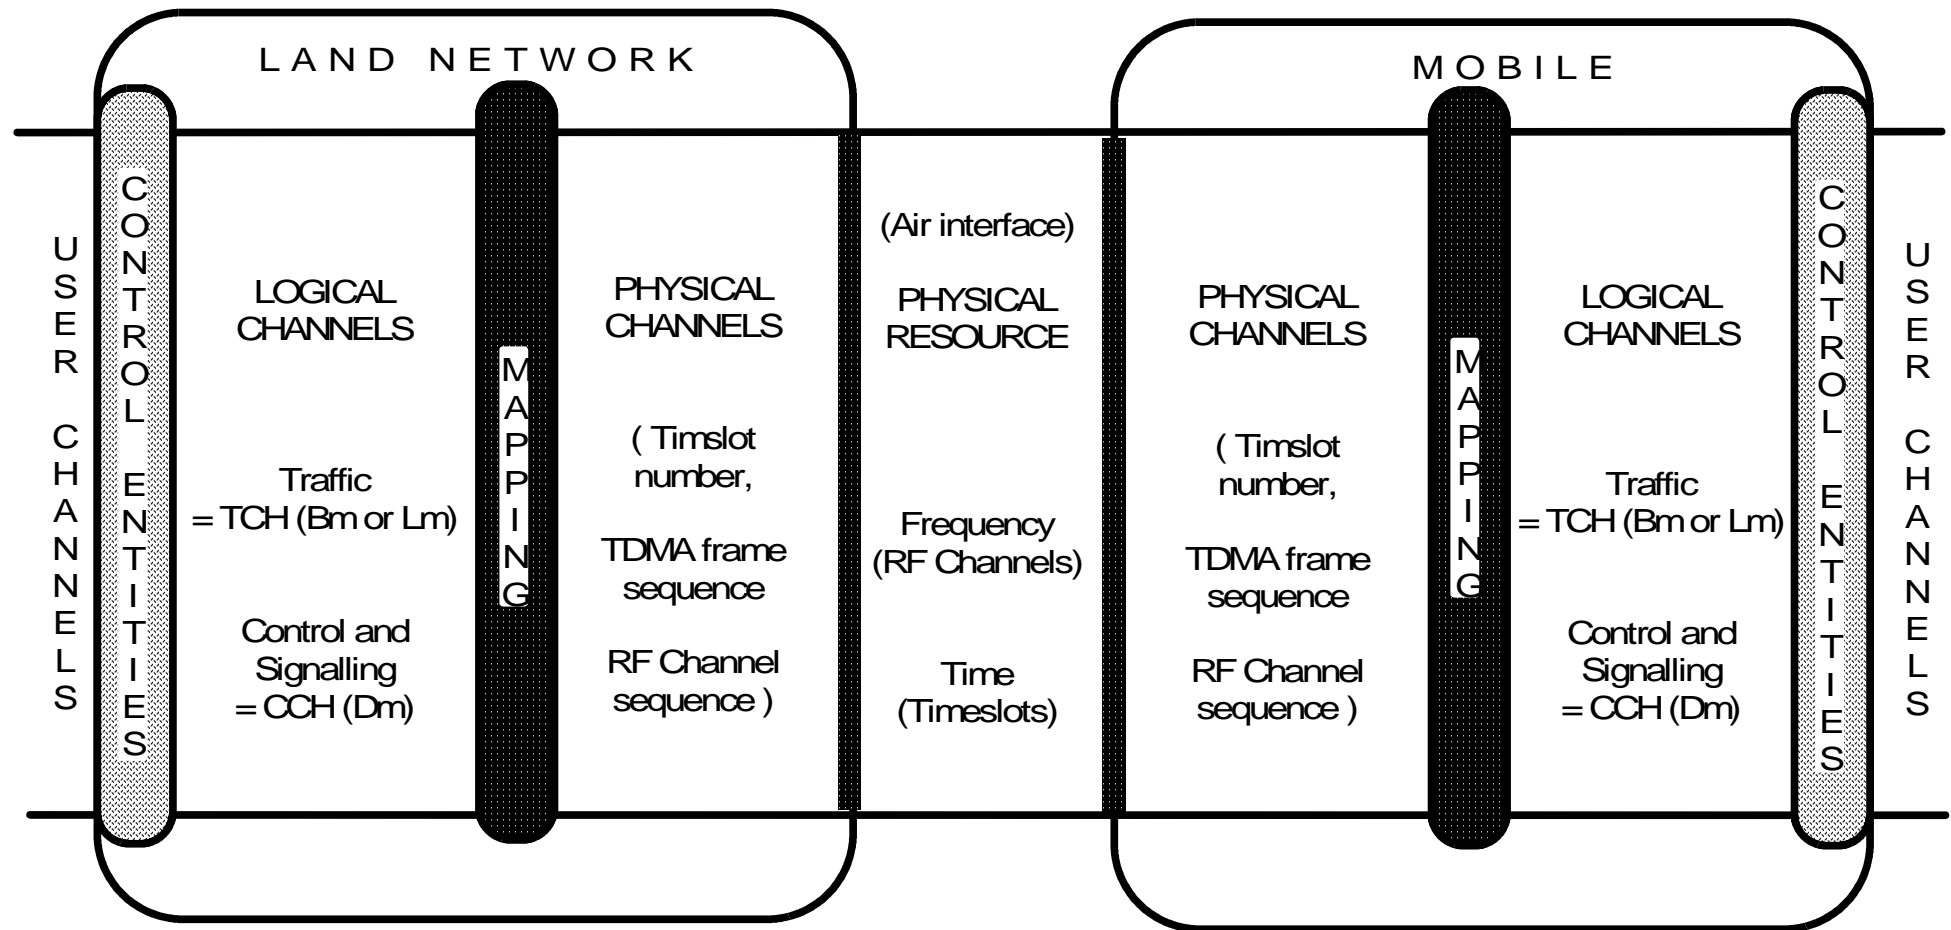 LAND NETWORK
MOBILE
USER CHANNELS
CONTROL ENTITIES
LOGICAL
CHANNELS
Traffic
= TCH (Bm or Lm)
Control and
Signalling
= CCH (Dm)
MAPPING
PHYSICAL
CHANNELS
( Timslot
number,
TDMA frame
sequence
RF Channel
sequence )
(Air interface)
PHYSICAL
RESOURCE
Frequency
(RF Channels)
Time
(Timeslots)
PHYSICAL
CHANNELS
( Timslot
number,
TDMA frame
sequence
RF Channel
sequence )
MAPPING
LOGICAL
CHANNELS
Traffic
= TCH (Bm or Lm)
Control and
Signalling
= CCH (Dm)
CONTROL ENTITIES
USER CHANNELS